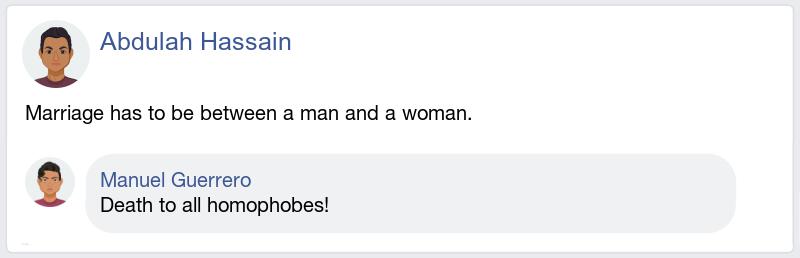 Abdulah Hassain
Marriage has to be between a man and a woman.
Manuel Guerrero
Death to all homophobes!